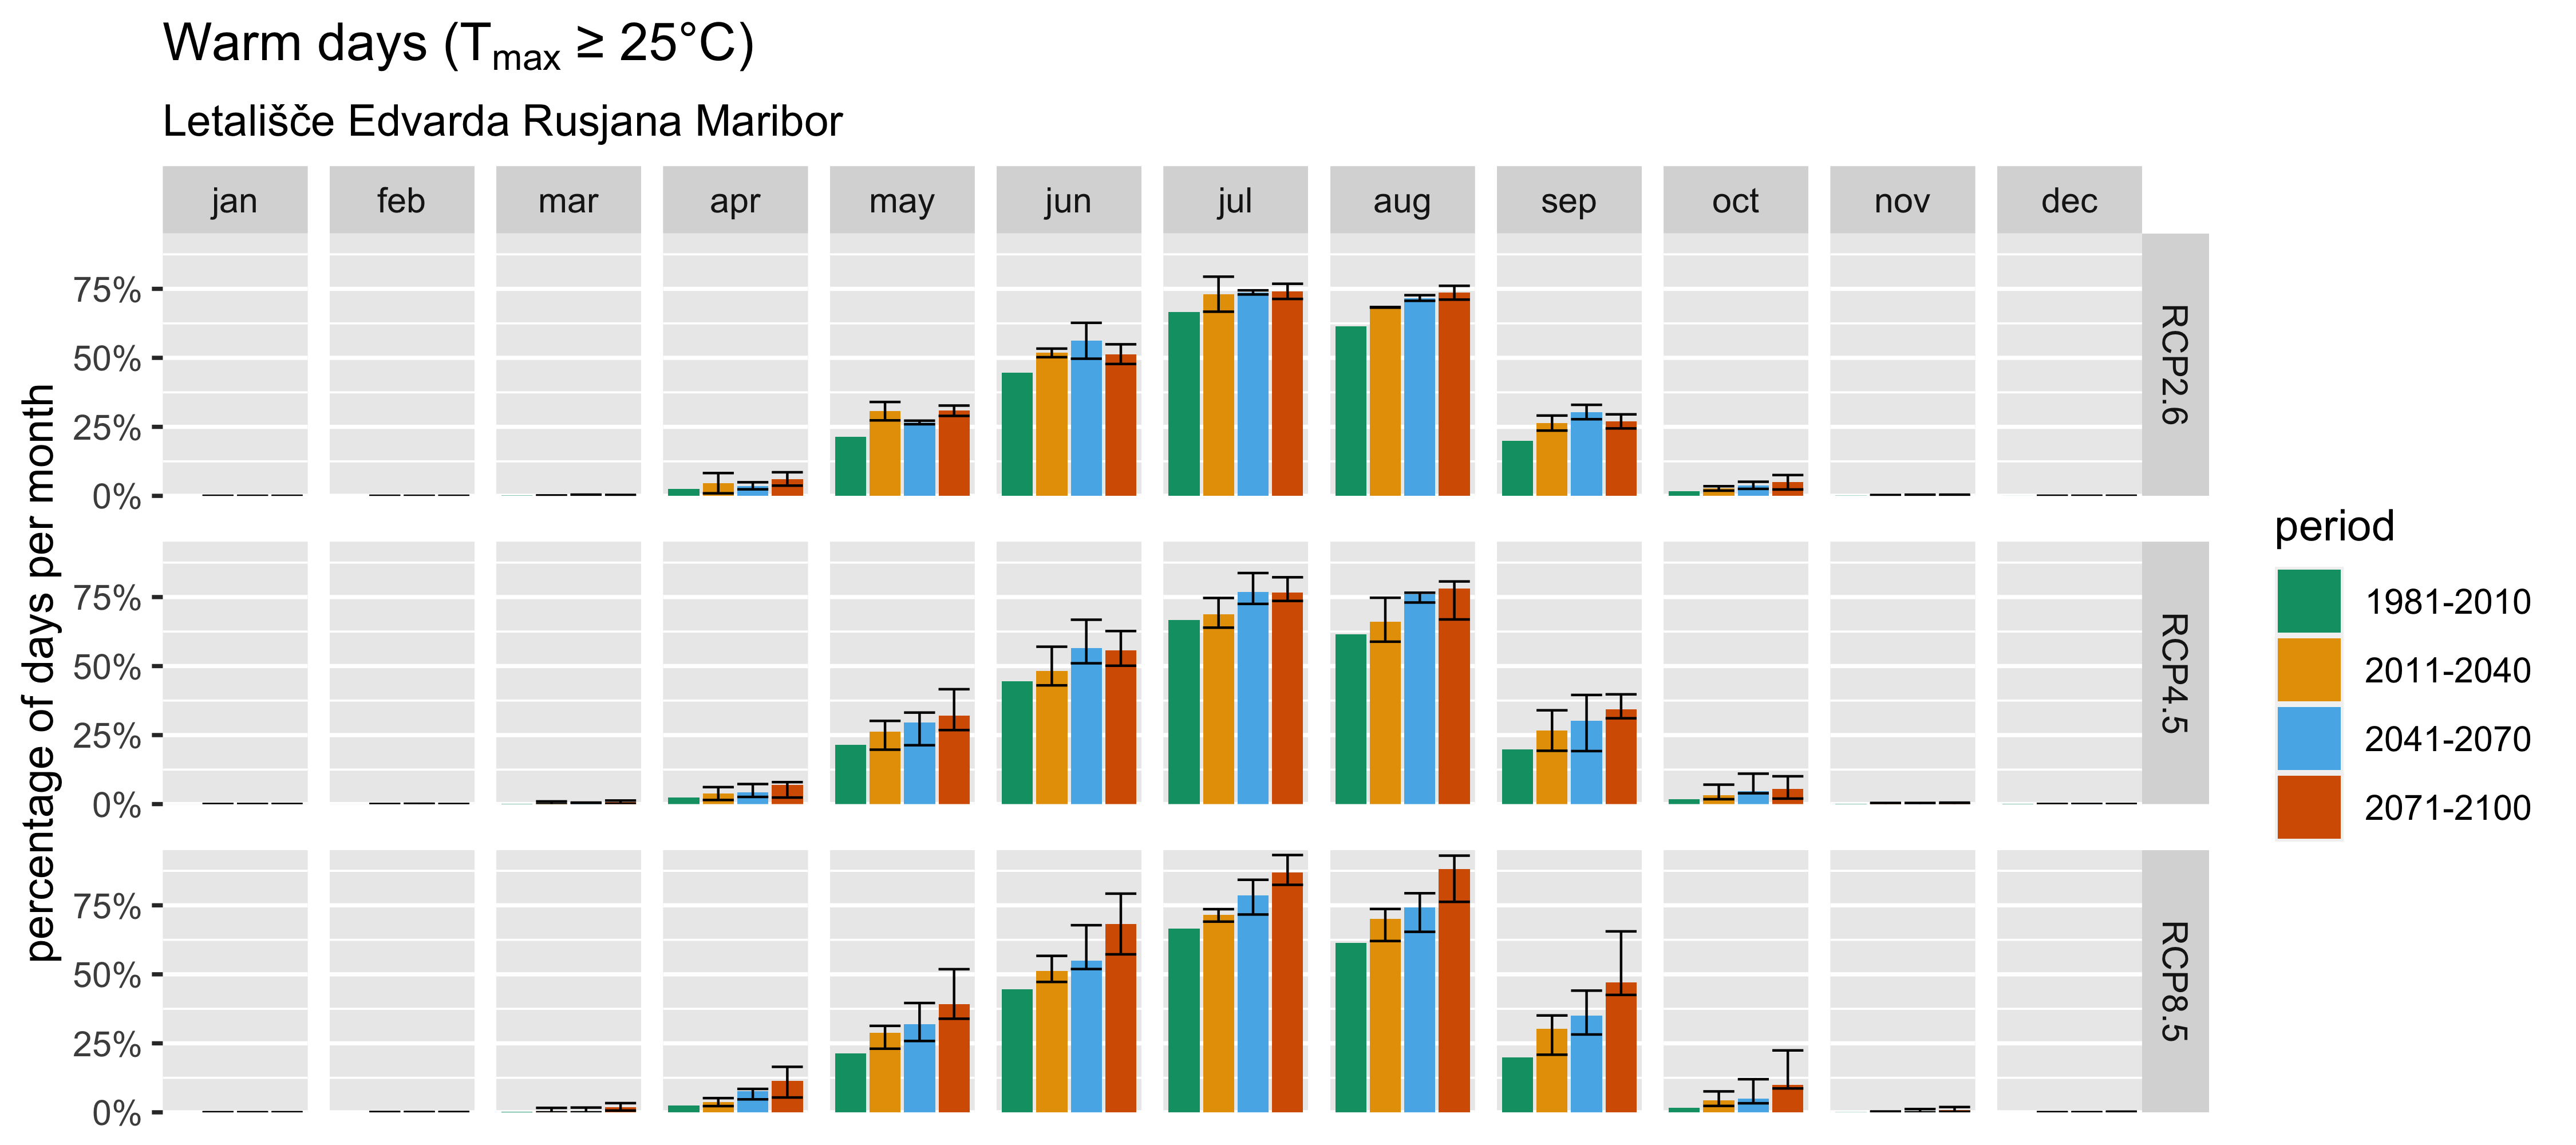 Warm days (Tmax ≥ 25°C)
Letališče Edvarda Rusjana Maribor
jan feb mar apr may jun jul aug sep oct nov dec
percentage of days per month
75%
50%
25%
0%
RCP2.6
75%
50%
25%
0%
RCP4.5
75%
50%
25%
0%
RCP8.5
period
1981-2010
2011-2040
2041-2070
2071-2100